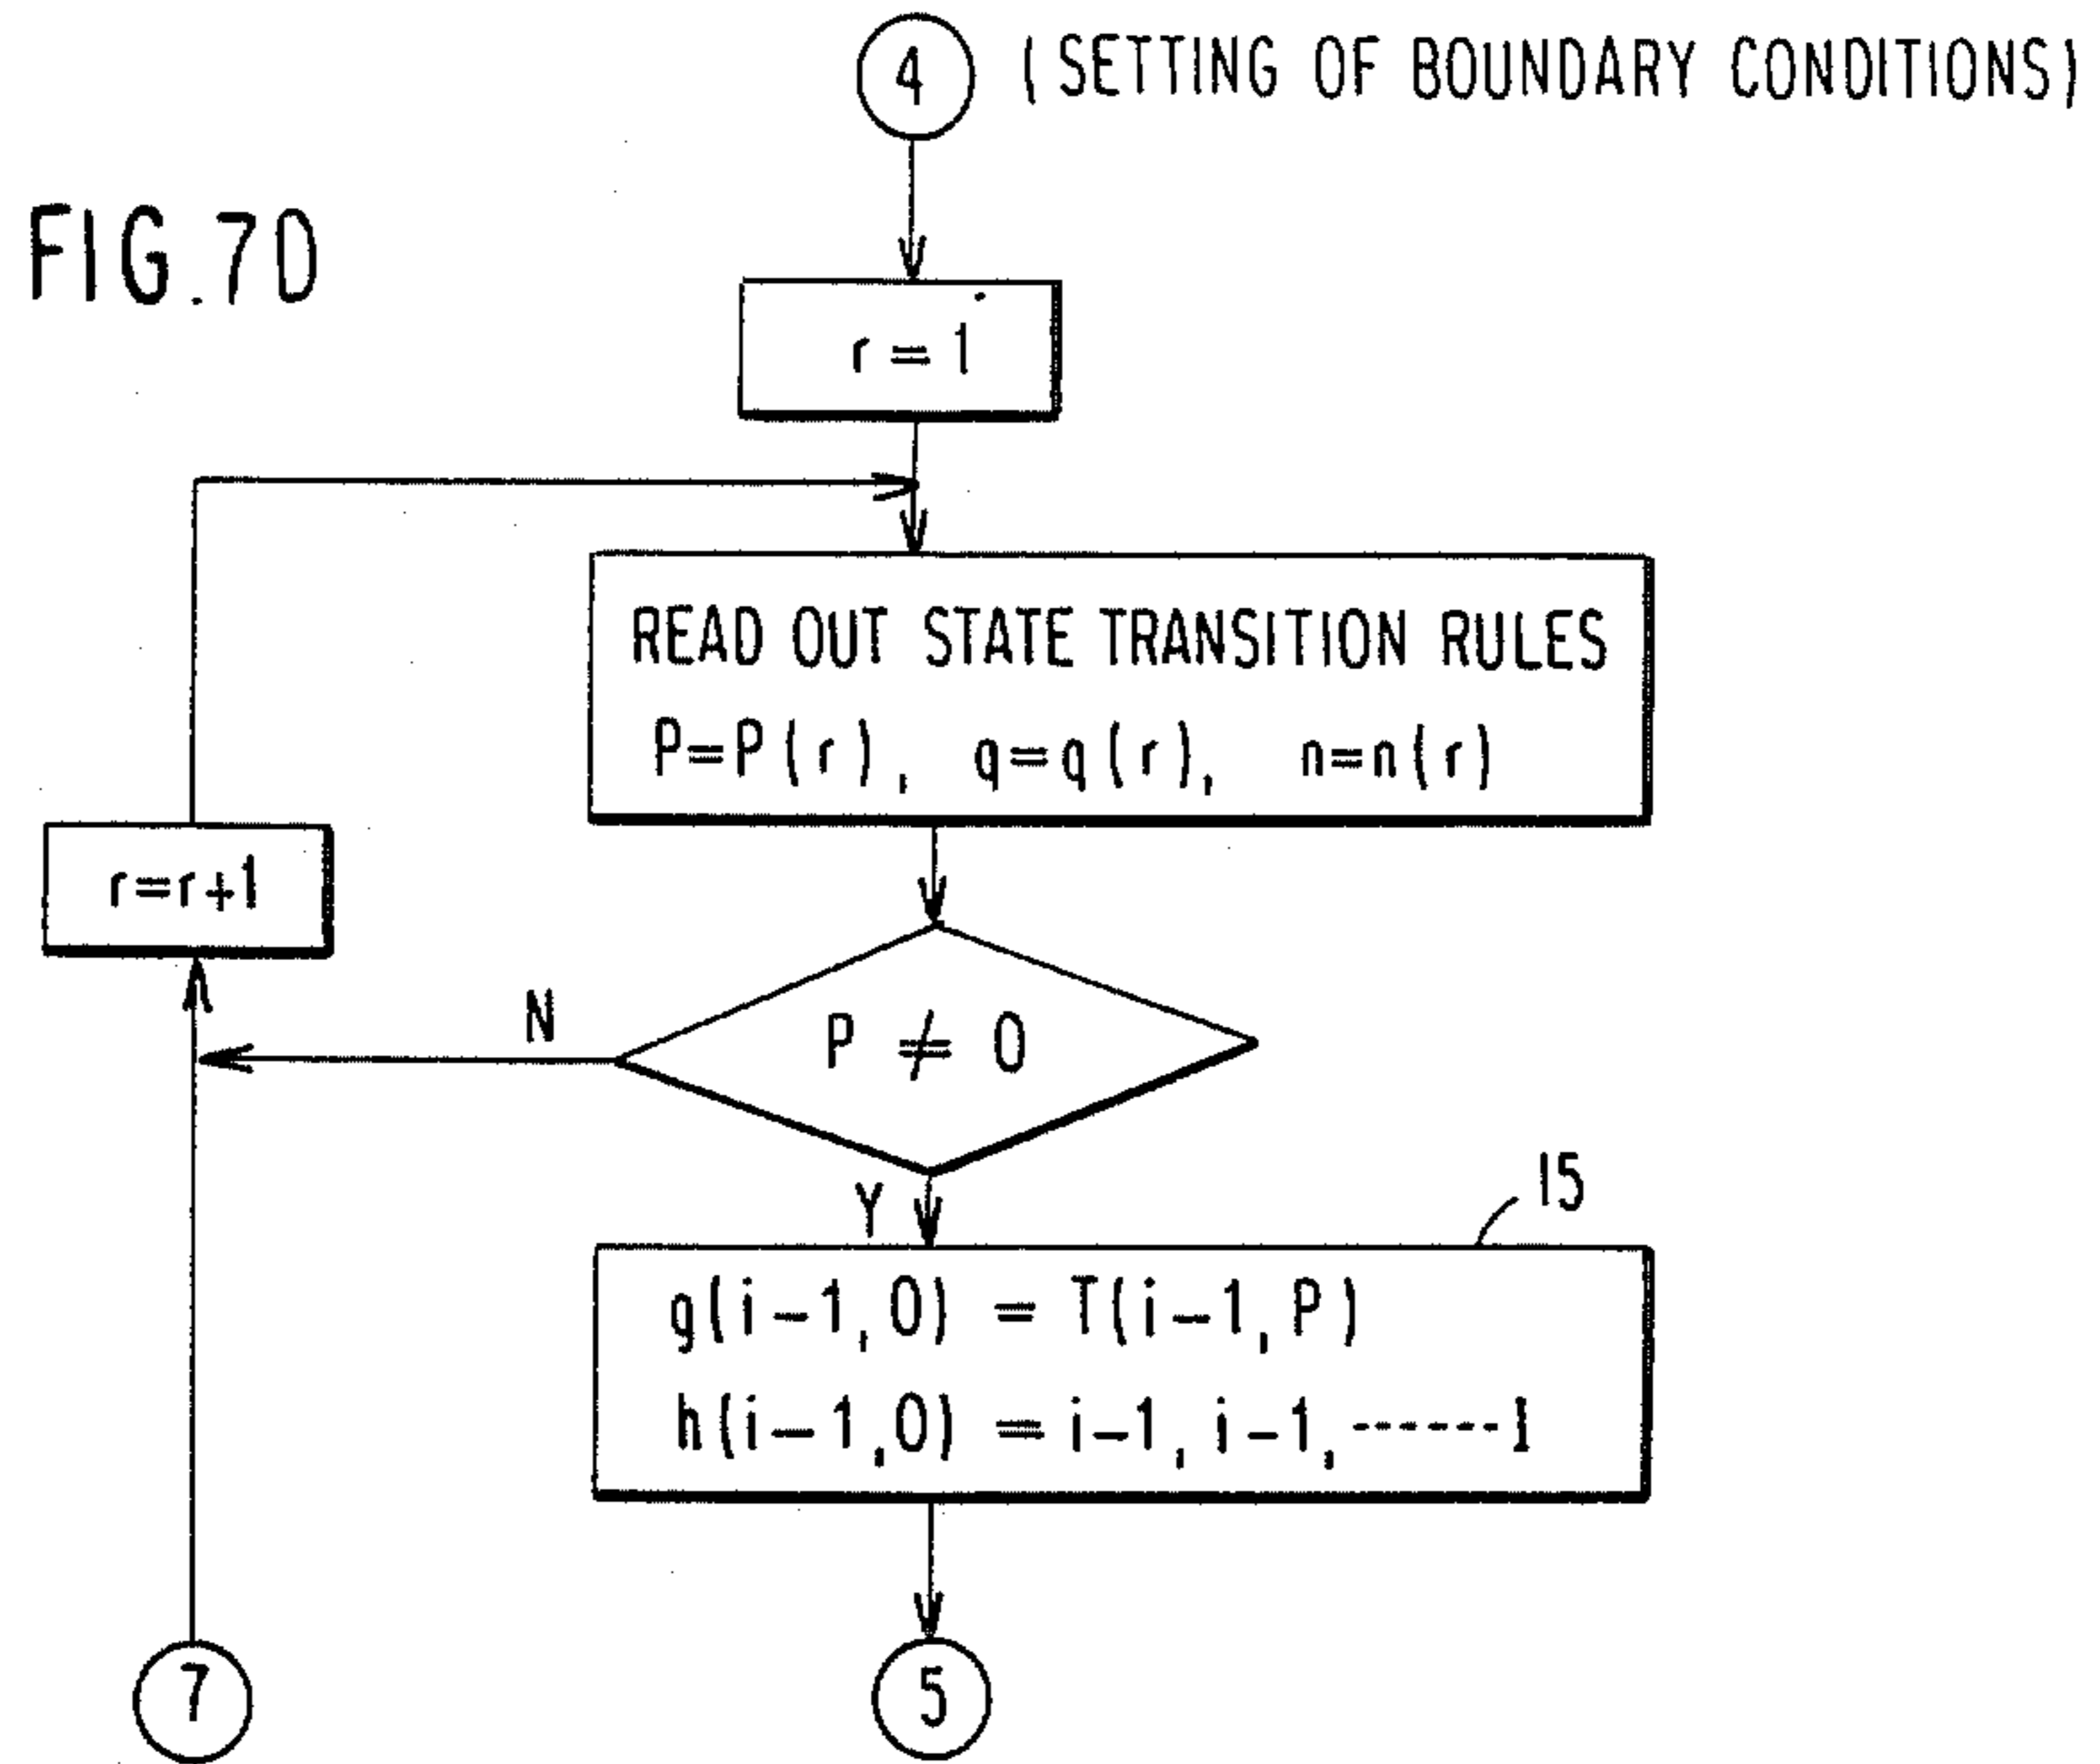 4 (SETTING OF BOUNDARY CONDITIONS)
FIG.7D
r=1
READ OUT STATE TRANSITION RULES
P=P(r), q=q(r), n=n(r)
r=r+1
N
P ≠ 0
Y
15
g(i-1,0) = T(i-1,P)
h(i-1,0) = i-1, i-1, ------1
7
5